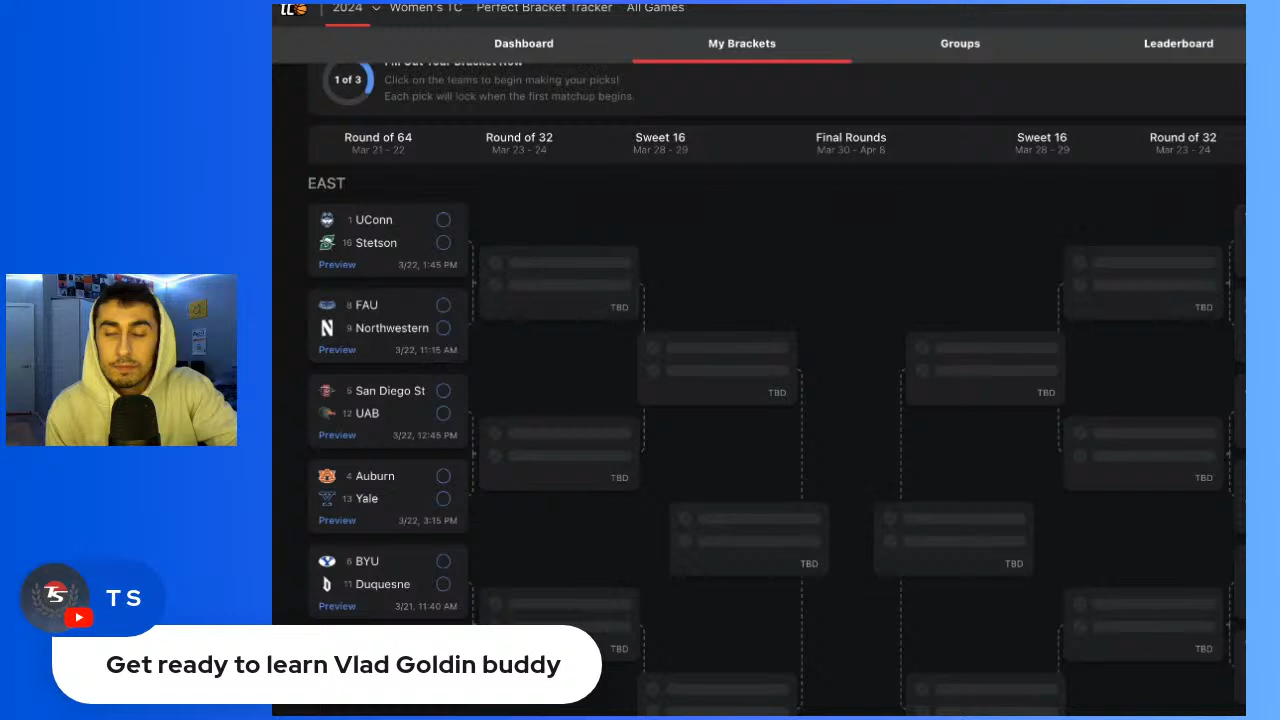 2024 Women's TC Perfect Bracket Tracker All Games
Dashboard My Brackets Groups Leaderboard
Fill Out Your Bracket Now
1 of 3
Click on the teams to begin making your picks!
Each pick will lock when the first matchup begins.
Round of 64 Round of 32 Sweet 16 Final Rounds Sweet 16 Round of 32
Mar 21 - 22 Mar 23 - 24 Mar 28 - 29 Mar 30 - Apr 8 Mar 28 - 29 Mar 23 - 24
EAST
1 UConn
16 Stetson
Preview 3/22, 1:45 PM
8 FAU
9 Northwestern
Preview 3/22, 11:15 AM
5 San Diego St
12 UAB
Preview 3/22, 12:45 PM
4 Auburn
13 Yale
Preview 3/22, 3:15 PM
6 BYU
11 Duquesne
Preview 3/21, 11:40 AM
TBD TBD
TBD TBD
TBD TBD
TBD TBD
TBD TBD
TS
T S
Get ready to learn Vlad Goldin buddy